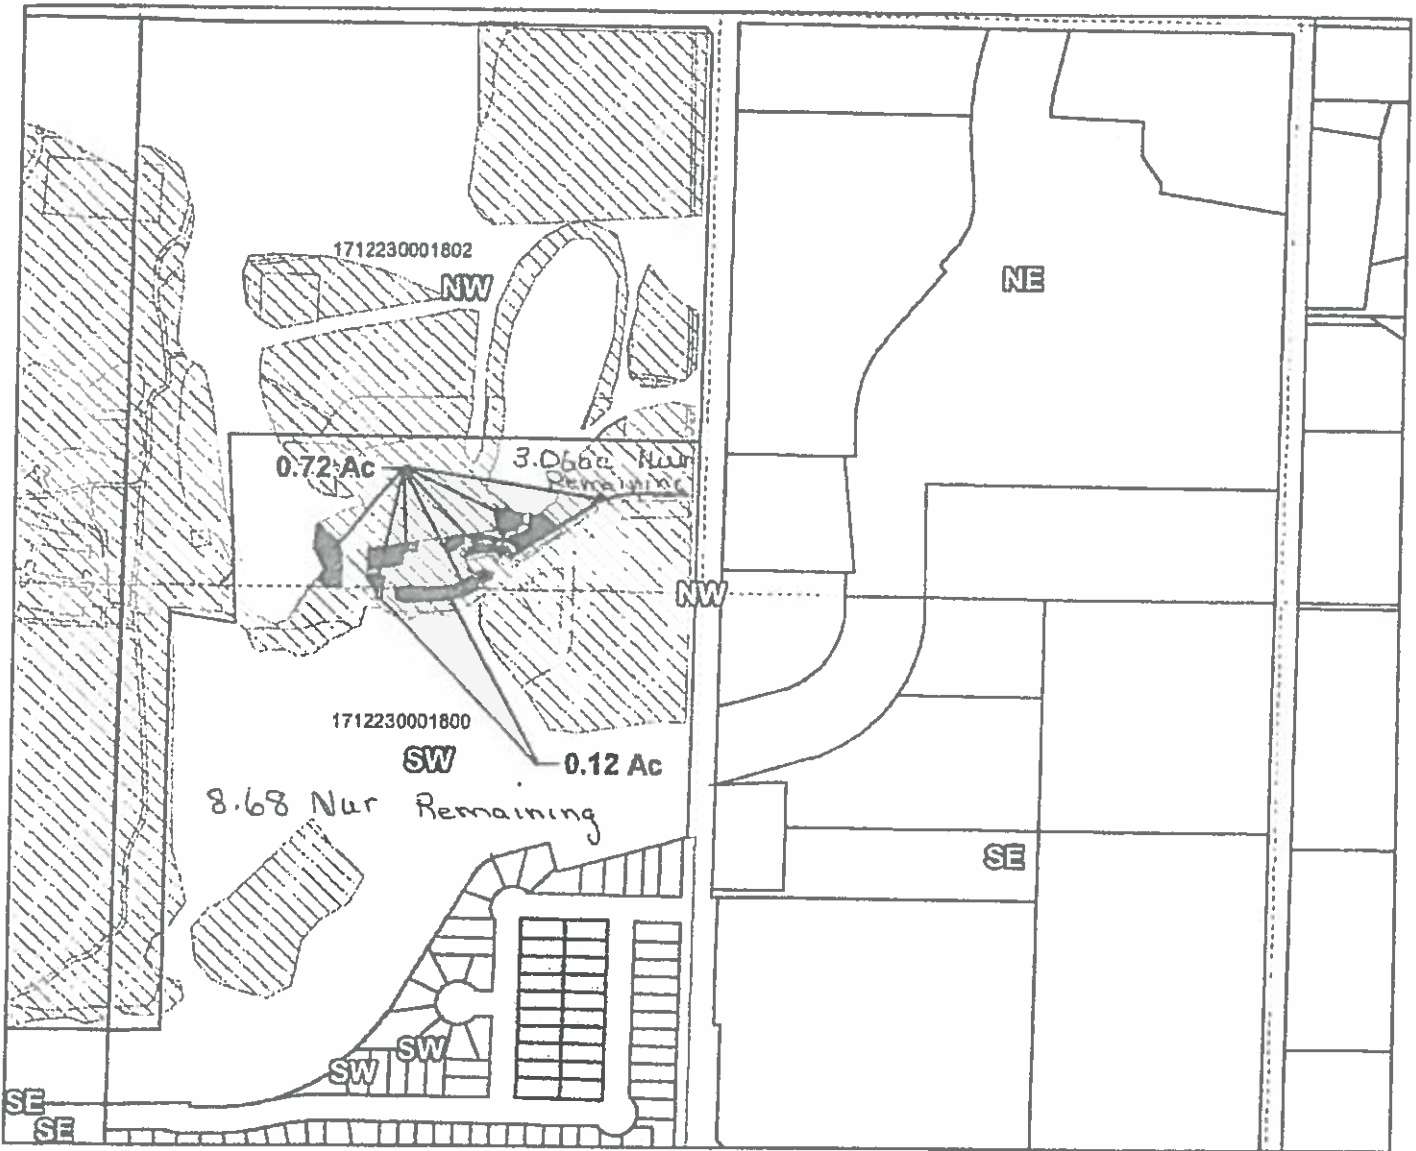 1712230001802
NW
NE
0.72 Ac
3.06ac Nur
Remaining
NW
1712230001800
SW
0.12 Ac
8.68 Nur Remaining
SE
SW
SW
SE
SE